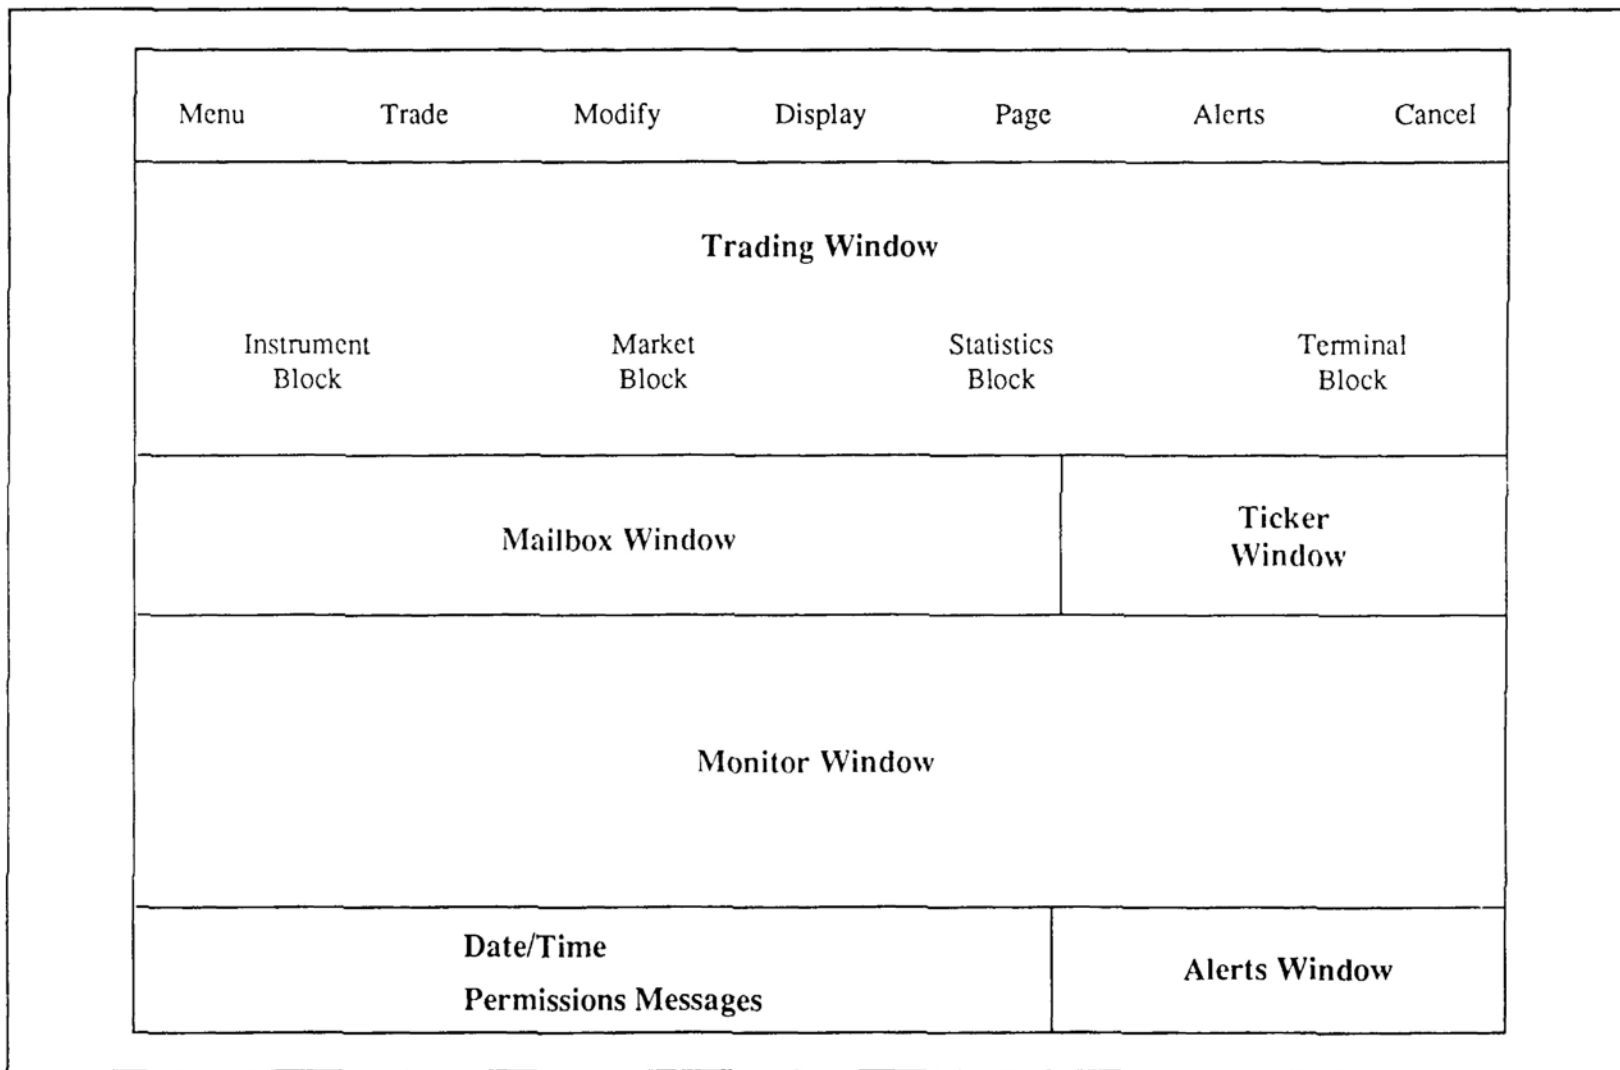 Menu Trade Modify Display Page Alerts Cancel
Trading Window
Instrument Market Statistics Terminal
Block Block Block Block
Mailbox Window
Ticker
Window
Monitor Window
Date/Time
Permissions Messages
Alerts Window